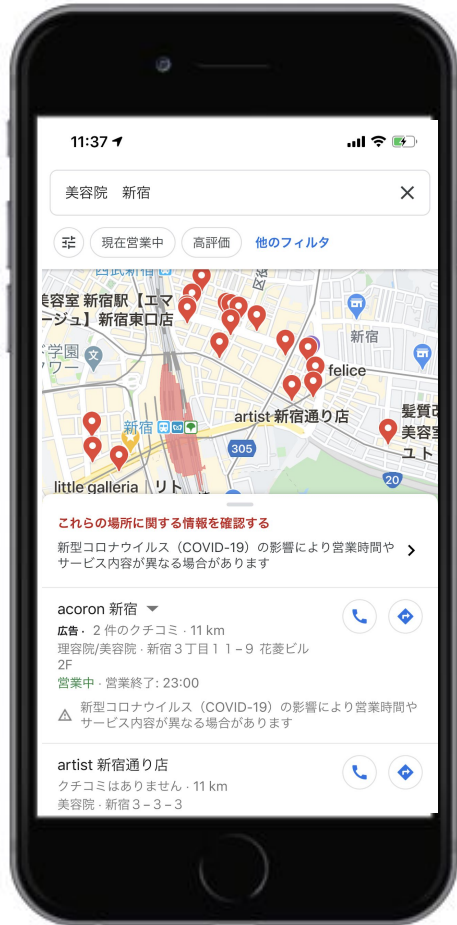 11:37
美容院　新宿
現在営業中
高評価
他のフィルタ
西武新宿
美容室 新宿駅【エマ
ージュ】新宿東口店
新宿
学園
文
ワー
felice
artist 新宿通り店
髪質
美容室
ユト
新宿
305
20
little galleria　リト
これらの場所に関する情報を確認する
新型コロナウイルス（COVID-19）の影響により営業時間や
サービス内容が異なる場合があります
acoron 新宿
広告・2 件のクチコミ · 11 km
理容院/美容院 · 新宿３丁目１１−９ 花菱ビル
2F
営業中 · 営業終了: 23:00
新型コロナウイルス（COVID-19）の影響により営業時間や
サービス内容が異なる場合があります
artist 新宿通り店
クチコミはありません · 11 km
美容院 · 新宿３−３−３